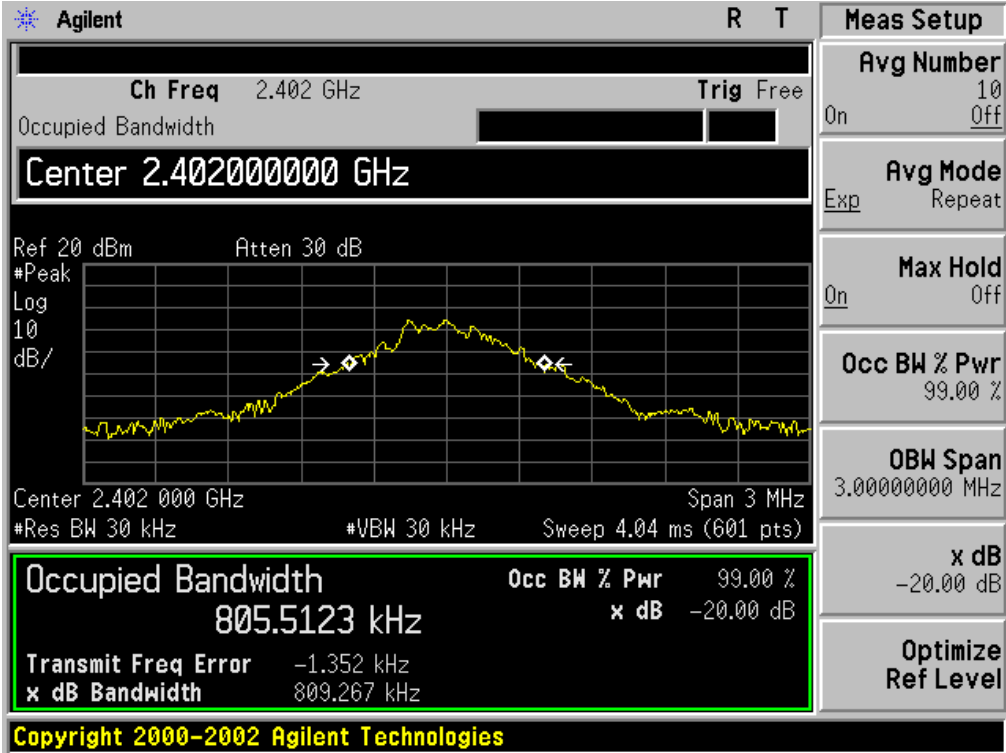 Agilent R T
Ch Freq 2.402 GHz Trig Free
Occupied Bandwidth
Center 2.402000000 GHz
Ref 20 dBm Atten 30 dB
#Peak
Log
10
dB/
Center 2.402 000 GHz Span 3 MHz
#Res BW 30 kHz #VBW 30 kHz Sweep 4.04 ms (601 pts)
Occupied Bandwidth Occ BW % Pwr 99.00 %
805.5123 kHz x dB -20.00 dB
Transmit Freq Error -1.352 kHz
x dB Bandwidth 809.267 kHz
Copyright 2000-2002 Agilent Technologies
Meas Setup
Avg Number
10
On Off
Avg Mode
Exp Repeat
Max Hold
On Off
Occ BW % Pwr
99.00 %
OBW Span
3.00000000 MHz
x dB
-20.00 dB
Optimize
Ref Level